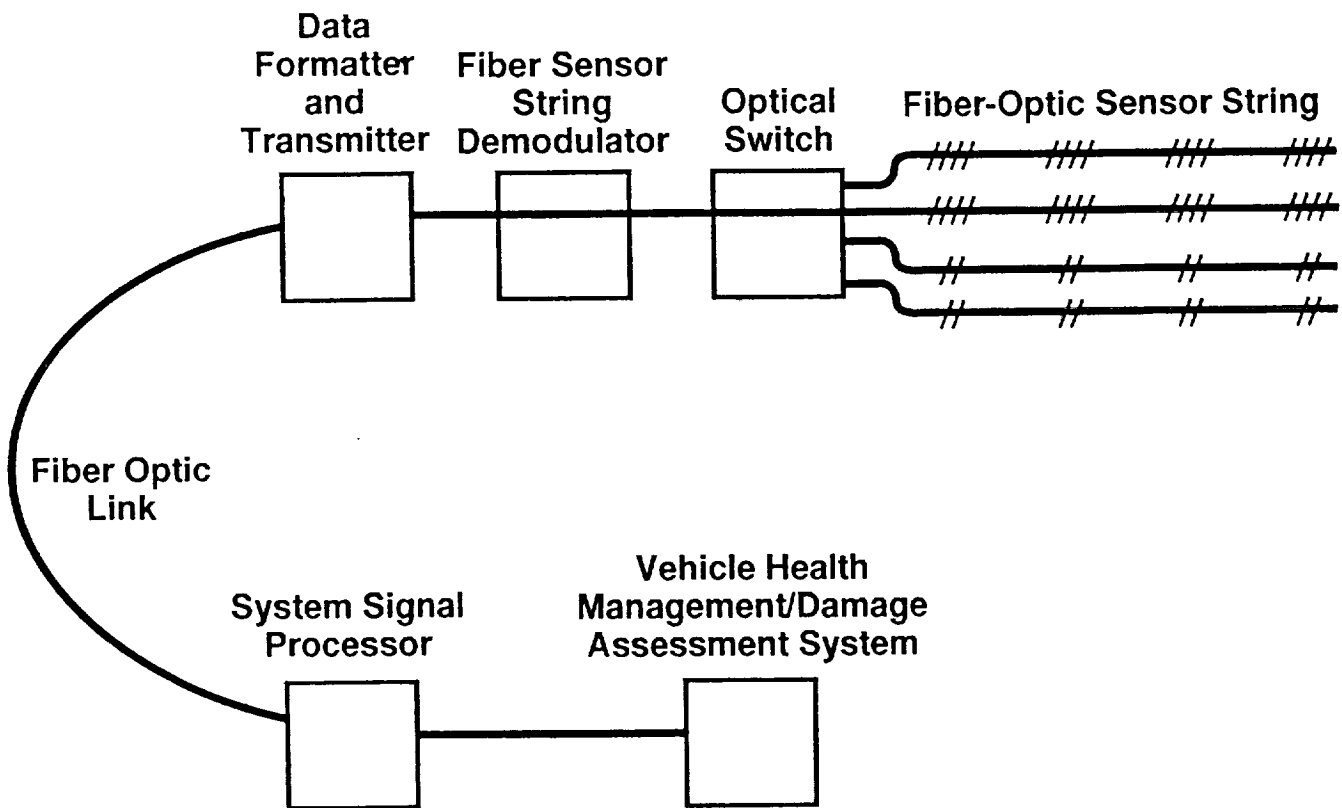 Data
Formatter
and
Transmitter
Fiber Sensor
String
Demodulator
Optical
Switch
Fiber-Optic Sensor String
Fiber Optic
Link
System Signal
Processor
Vehicle Health
Management/Damage
Assessment System